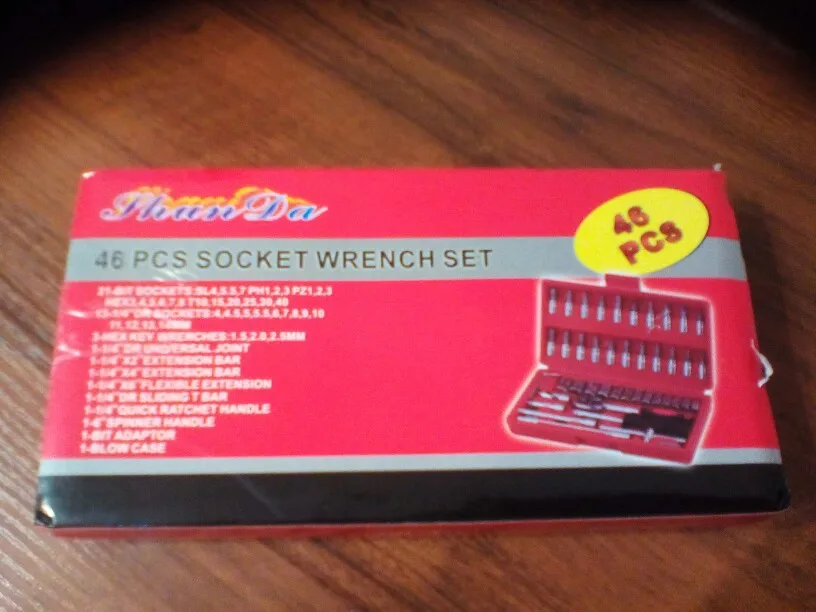 ShanDa
46 PCS
46 PCS SOCKET WRENCH SET
21-BIT SOCKETS:SL4,5.5,7 PH1,2,3 PZ1,2,3
HEX3,4,5,6,7,8 T10,15,20,25,30,40
13-1/4"DR SOCKETS:4,4.5,5,5.5,6,7,8,9,10
11,12,13,14MM
3-HEX KEY WRENCHES:1.5,2.0,2.5MM
1-1/4"DR UNIVERSAL JOINT
1-1/4"X2"EXTENSION BAR
1-1/4"X4"EXTENSION BAR
1-1/4"X6"FLEXIBLE EXTENSION
1-1/4"DR SLIDING T BAR
1-1/4"QUICK RATCHET HANDLE
1-6"SPINNER HANDLE
1-BIT ADAPTOR
1-BLOW CASE